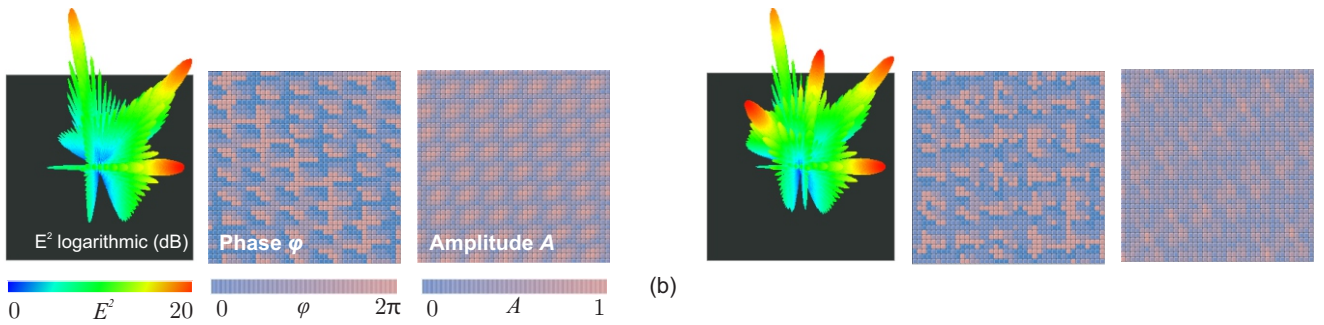 E² logarithmic (dB)
Phase φ
Amplitude A
0 E² 20
0 φ 2π
0 A 1
(b)